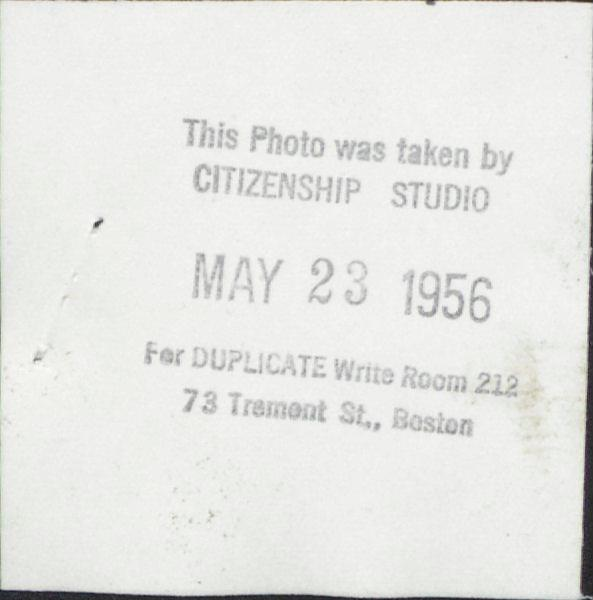 This Photo was taken by
CITIZENSHIP STUDIO
MAY 23 1956
For DUPLICATE Write Room 212
73 Tremont St., Boston